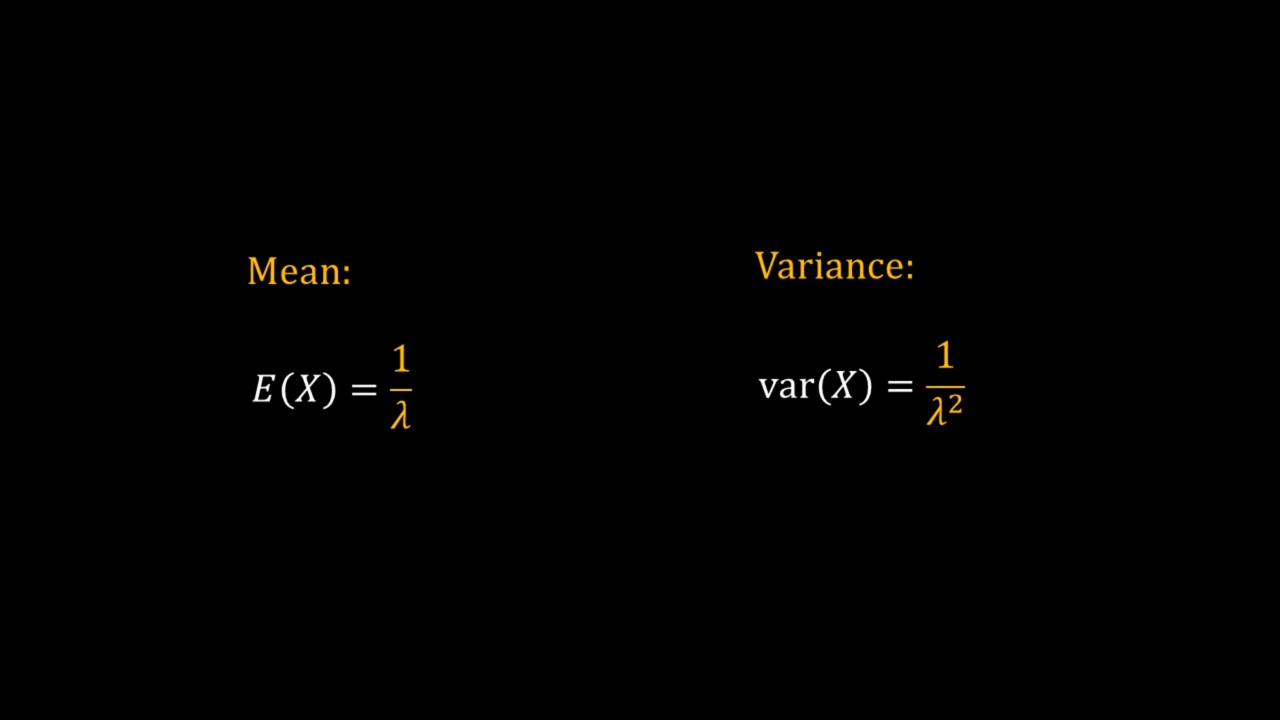 Mean:
E(X) = 1/λ
Variance:
var(X) = 1/λ²